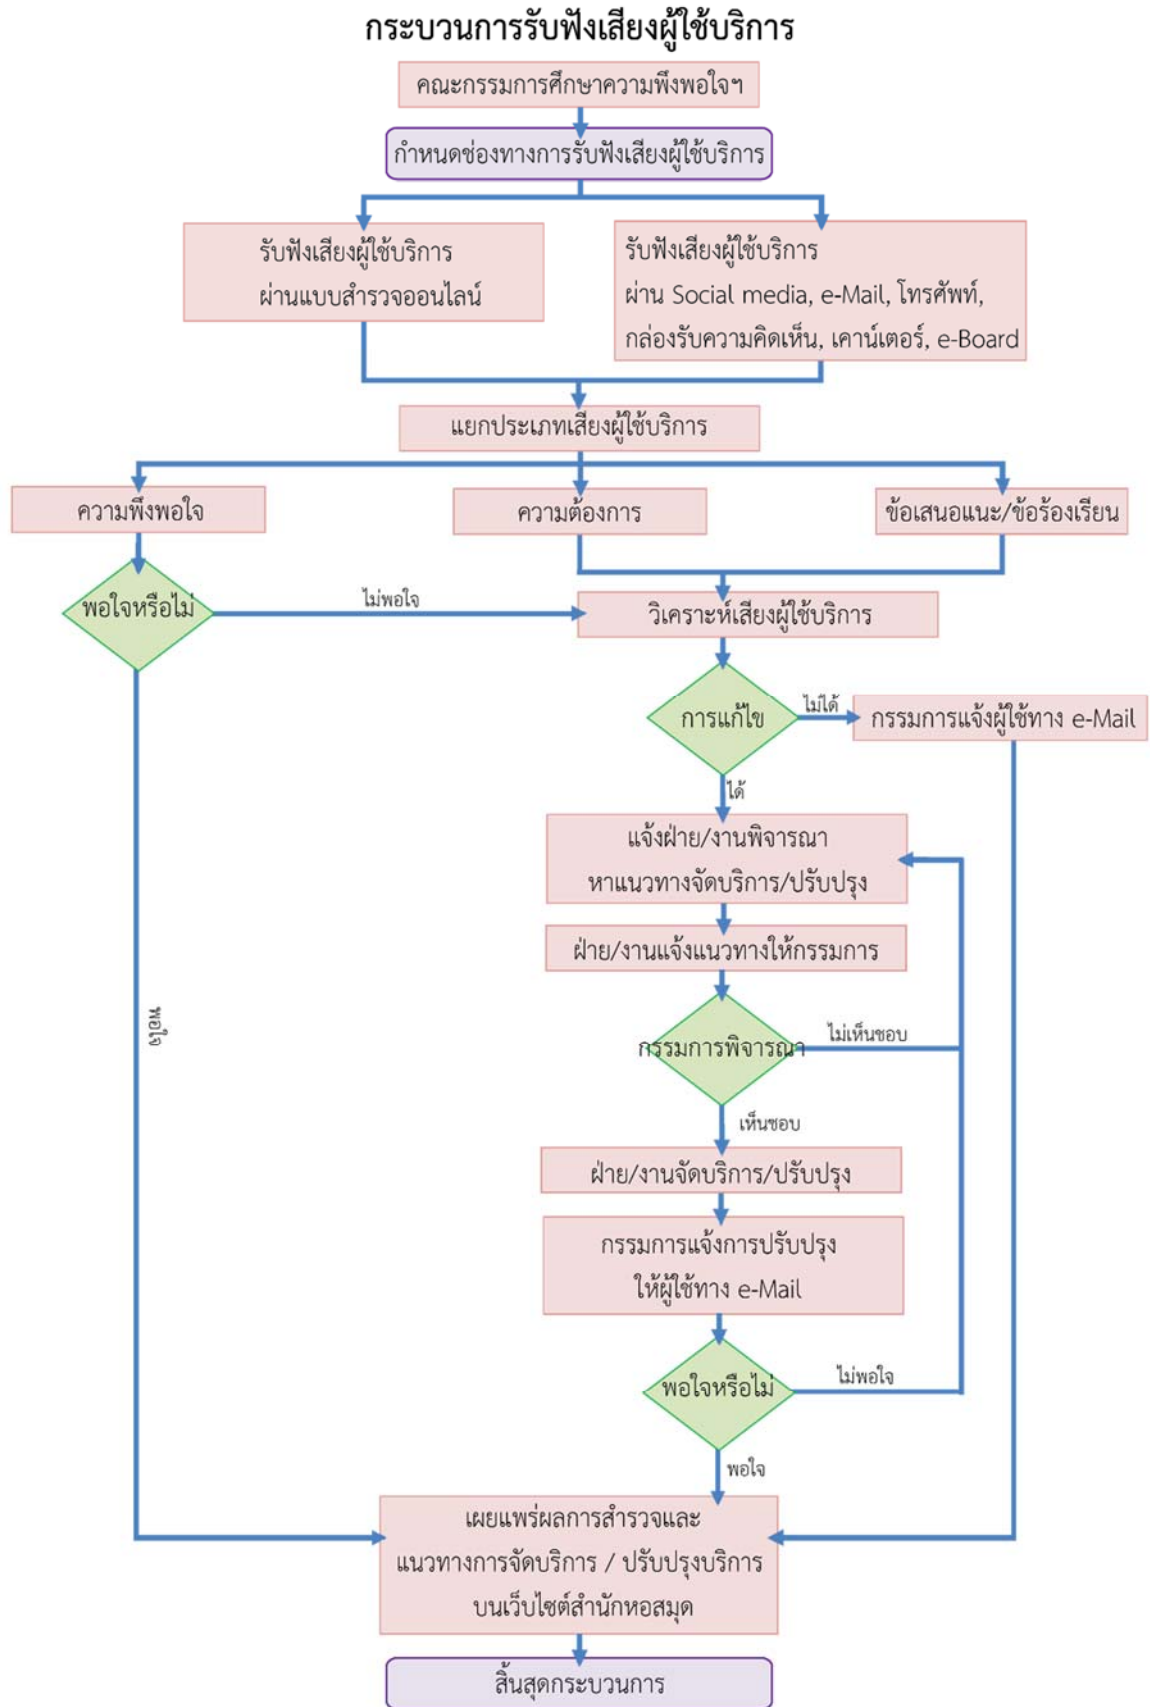 กระบวนการรับฟังเสียงผู้ใช้บริการ
คณะกรรมการศึกษาความพึงพอใจฯ
กำหนดช่องทางการรับฟังเสียงผู้ใช้บริการ
รับฟังเสียงผู้ใช้บริการ
ผ่านแบบสำรวจออนไลน์
รับฟังเสียงผู้ใช้บริการ
ผ่าน Social media, e-Mail, โทรศัพท์,
กล่องรับความคิดเห็น, เคาน์เตอร์, e-Board
แยกประเภทเสียงผู้ใช้บริการ
ความพึงพอใจ
ความต้องการ
ข้อเสนอแนะ/ข้อร้องเรียน
พอใจหรือไม่
ไม่พอใจ
วิเคราะห์เสียงผู้ใช้บริการ
การแก้ไข
ไม่ได้
กรรมการแจ้งผู้ใช้ทาง e-Mail
ได้
แจ้งฝ่าย/งานพิจารณา
หาแนวทางจัดบริการ/ปรับปรุง
ฝ่าย/งานแจ้งแนวทางให้กรรมการ
พอใจ
กรรมการพิจารณา
ไม่เห็นชอบ
เห็นชอบ
ฝ่าย/งานจัดบริการ/ปรับปรุง
กรรมการแจ้งการปรับปรุง
ให้ผู้ใช้ทาง e-Mail
พอใจหรือไม่
ไม่พอใจ
พอใจ
เผยแพร่ผลการสำรวจและ
แนวทางการจัดบริการ / ปรับปรุงบริการ
บนเว็บไซต์สำนักหอสมุด
สิ้นสุดกระบวนการ